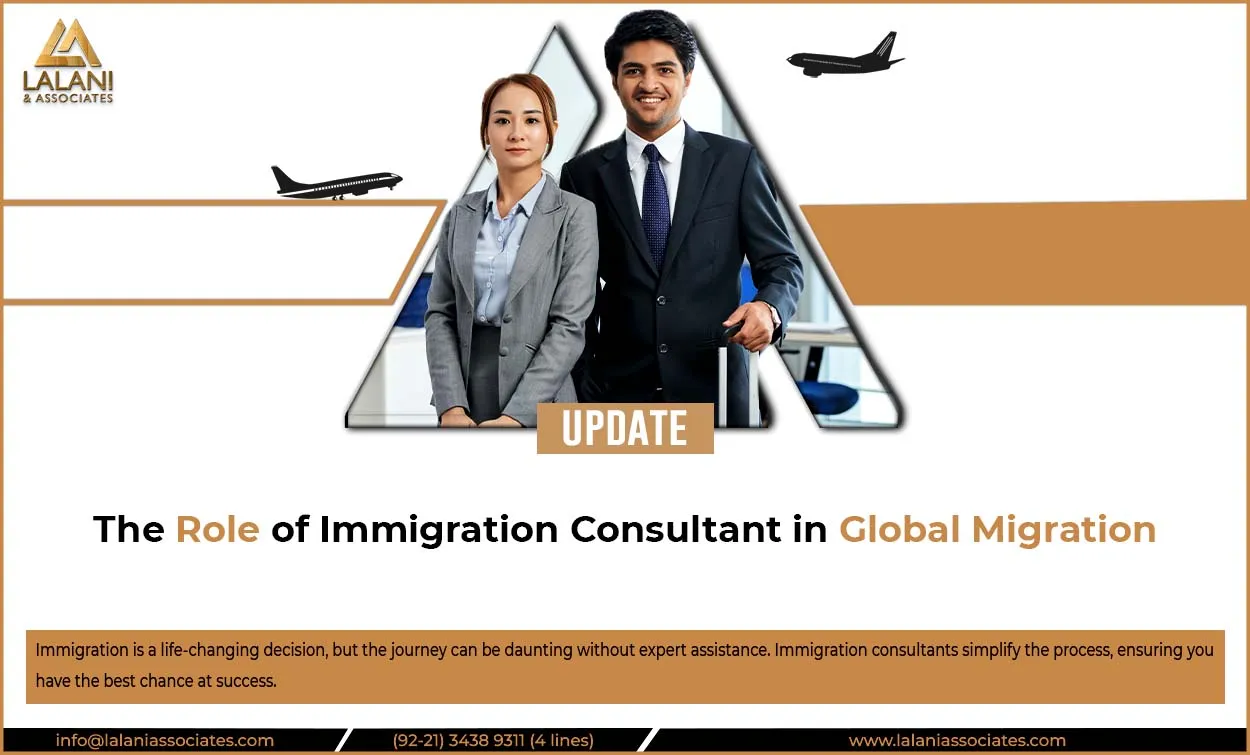 LALANI
& ASSOCIATES
UPDATE
The Role of Immigration Consultant in Global Migration
Immigration is a life-changing decision, but the journey can be daunting without expert assistance. Immigration consultants simplify the process, ensuring you
have the best chance at success.
info@lalaniassociates.com
(92-21) 3438 9311 (4 lines)
www.lalaniassociates.com